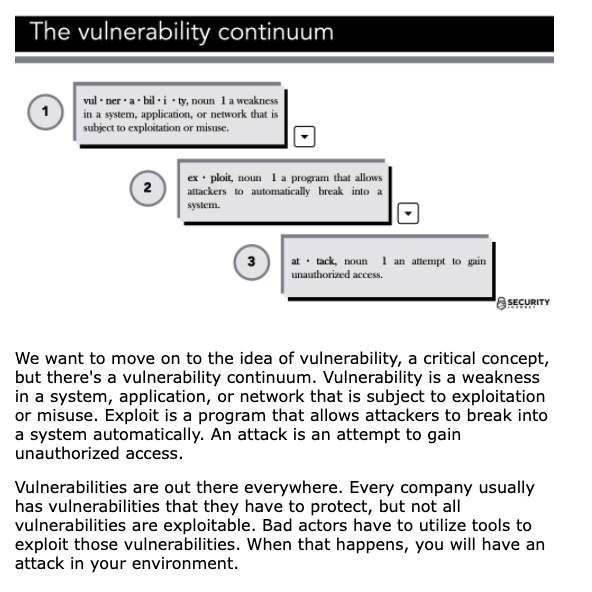 The vulnerability continuum
1
vul • ner • a • bil • i • ty, noun 1 a weakness
in a system, application, or network that is
subject to exploitation or misuse.
2
ex • ploit, noun 1 a program that allows
attackers to automatically break into a
system.
3
at • tack, noun 1 an attempt to gain
unauthorized access.
SECURITY
JOURNEY
We want to move on to the idea of vulnerability, a critical concept,
but there's a vulnerability continuum. Vulnerability is a weakness
in a system, application, or network that is subject to exploitation
or misuse. Exploit is a program that allows attackers to break into
a system automatically. An attack is an attempt to gain
unauthorized access.
Vulnerabilities are out there everywhere. Every company usually
has vulnerabilities that they have to protect, but not all
vulnerabilities are exploitable. Bad actors have to utilize tools to
exploit those vulnerabilities. When that happens, you will have an
attack in your environment.